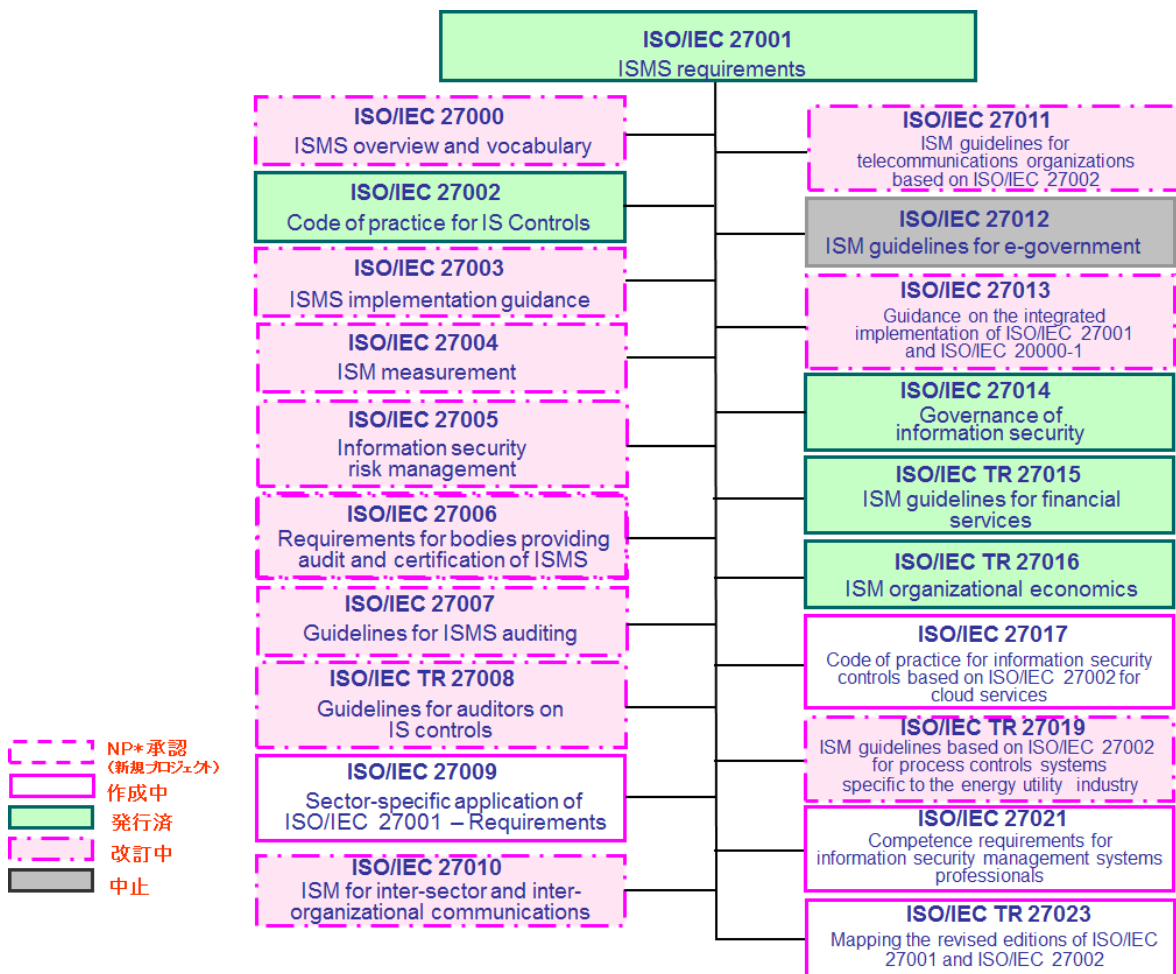 ISO/IEC 27001
ISMS requirements
ISO/IEC 27000
ISMS overview and vocabulary
ISO/IEC 27002
Code of practice for IS Controls
ISO/IEC 27003
ISMS implementation guidance
ISO/IEC 27004
ISM measurement
ISO/IEC 27005
Information security
risk management
ISO/IEC 27006
Requirements for bodies providing
audit and certification of ISMS
ISO/IEC 27007
Guidelines for ISMS auditing
ISO/IEC TR 27008
Guidelines for auditors on
IS controls
ISO/IEC 27009
Sector-specific application of
ISO/IEC 27001 – Requirements
ISO/IEC 27010
ISM for inter-sector and inter-
organizational communications
ISO/IEC 27011
ISM guidelines for
telecommunications organizations
based on ISO/IEC 27002
ISO/IEC 27012
ISM guidelines for e-government
ISO/IEC 27013
Guidance on the integrated
implementation of ISO/IEC 27001
and ISO/IEC 20000-1
ISO/IEC 27014
Governance of
information security
ISO/IEC TR 27015
ISM guidelines for financial
services
ISO/IEC TR 27016
ISM organizational economics
ISO/IEC 27017
Code of practice for information security
controls based on ISO/IEC 27002 for
cloud services
ISO/IEC TR 27019
ISM guidelines based on ISO/IEC 27002
for process controls systems
specific to the energy utility industry
ISO/IEC 27021
Competence requirements for
information security management systems
professionals
ISO/IEC TR 27023
Mapping the revised editions of ISO/IEC
27001 and ISO/IEC 27002
NP*承認
(新規プロジェクト)
作成中
発行済
改訂中
中止